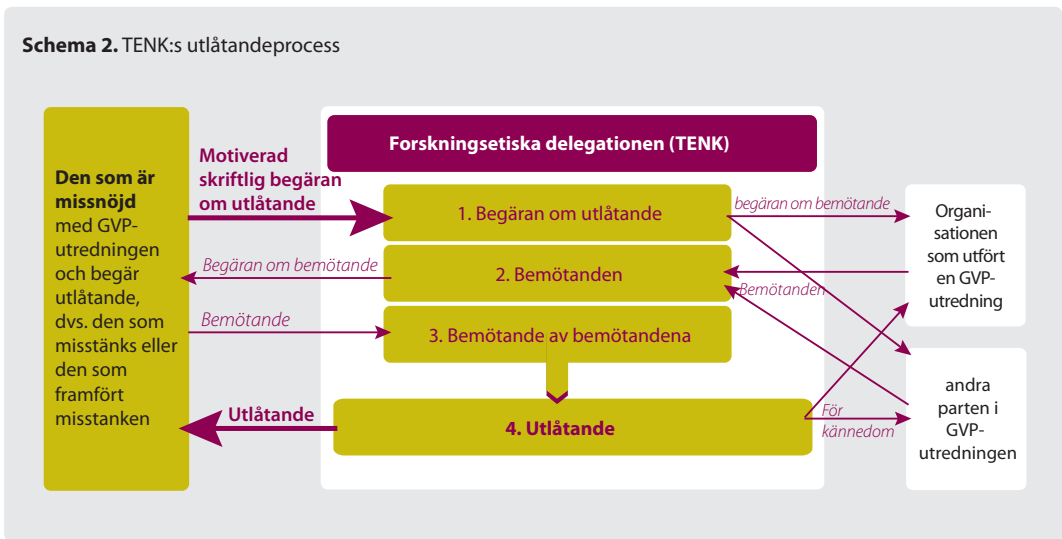 Schema 2. TENK:s utlåtandeprocess
Den som är
missnöjd
med GVP-
utredningen
och begär
utlåtande,
dvs. den som
misstänks eller
den som
framfört
misstanken
Motiverad
skriftlig begäran
om utlåtande
Begäran om bemötande
Bemötande
Utlåtande
Forskningsetiska delegationen (TENK)
1. Begäran om utlåtande
2. Bemötanden
3. Bemötande av bemötandena
4. Utlåtande
begäran om bemötande
Bemötanden
För
kännedom
Organi-
sationen
som utfört
en GVP-
utredning
andra
parten i
GVP-
utredningen